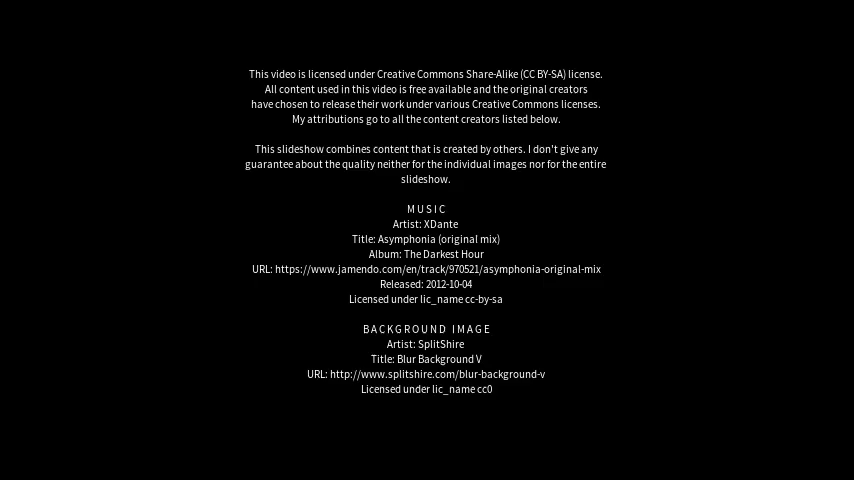 This video is licensed under Creative Commons Share-Alike (CC BY-SA) license.
All content used in this video is free available and the original creators
have chosen to release their work under various Creative Commons licenses.
My attributions go to all the content creators listed below.
This slideshow combines content that is created by others. I don't give any
guarantee about the quality neither for the individual images nor for the entire
slideshow.
MUSIC
Artist: XDante
Title: Asymphonia (original mix)
Album: The Darkest Hour
URL: https://www.jamendo.com/en/track/970521/asymphonia-original-mix
Released: 2012-10-04
Licensed under lic_name cc-by-sa
BACKGROUND IMAGE
Artist: SplitShire
Title: Blur Background V
URL: http://www.splitshire.com/blur-background-v
Licensed under lic_name cc0